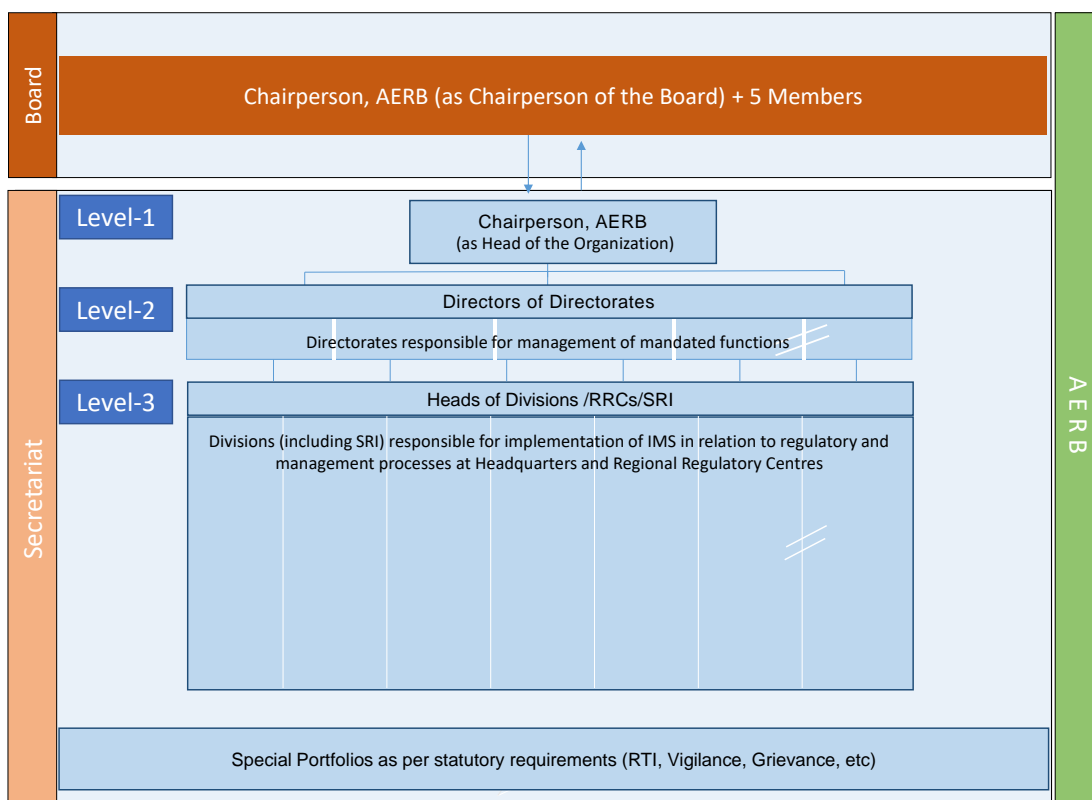 Board
Chairperson, AERB (as Chairperson of the Board) + 5 Members
AERB
Secretariat
Level-1
Chairperson, AERB
(as Head of the Organization)
Level-2
Directors of Directorates
Directorates responsible for management of mandated functions
Level-3
Heads of Divisions /RRCs/SRI
Divisions (including SRI) responsible for implementation of IMS in relation to regulatory and
management processes at Headquarters and Regional Regulatory Centres
Special Portfolios as per statutory requirements (RTI, Vigilance, Grievance, etc)